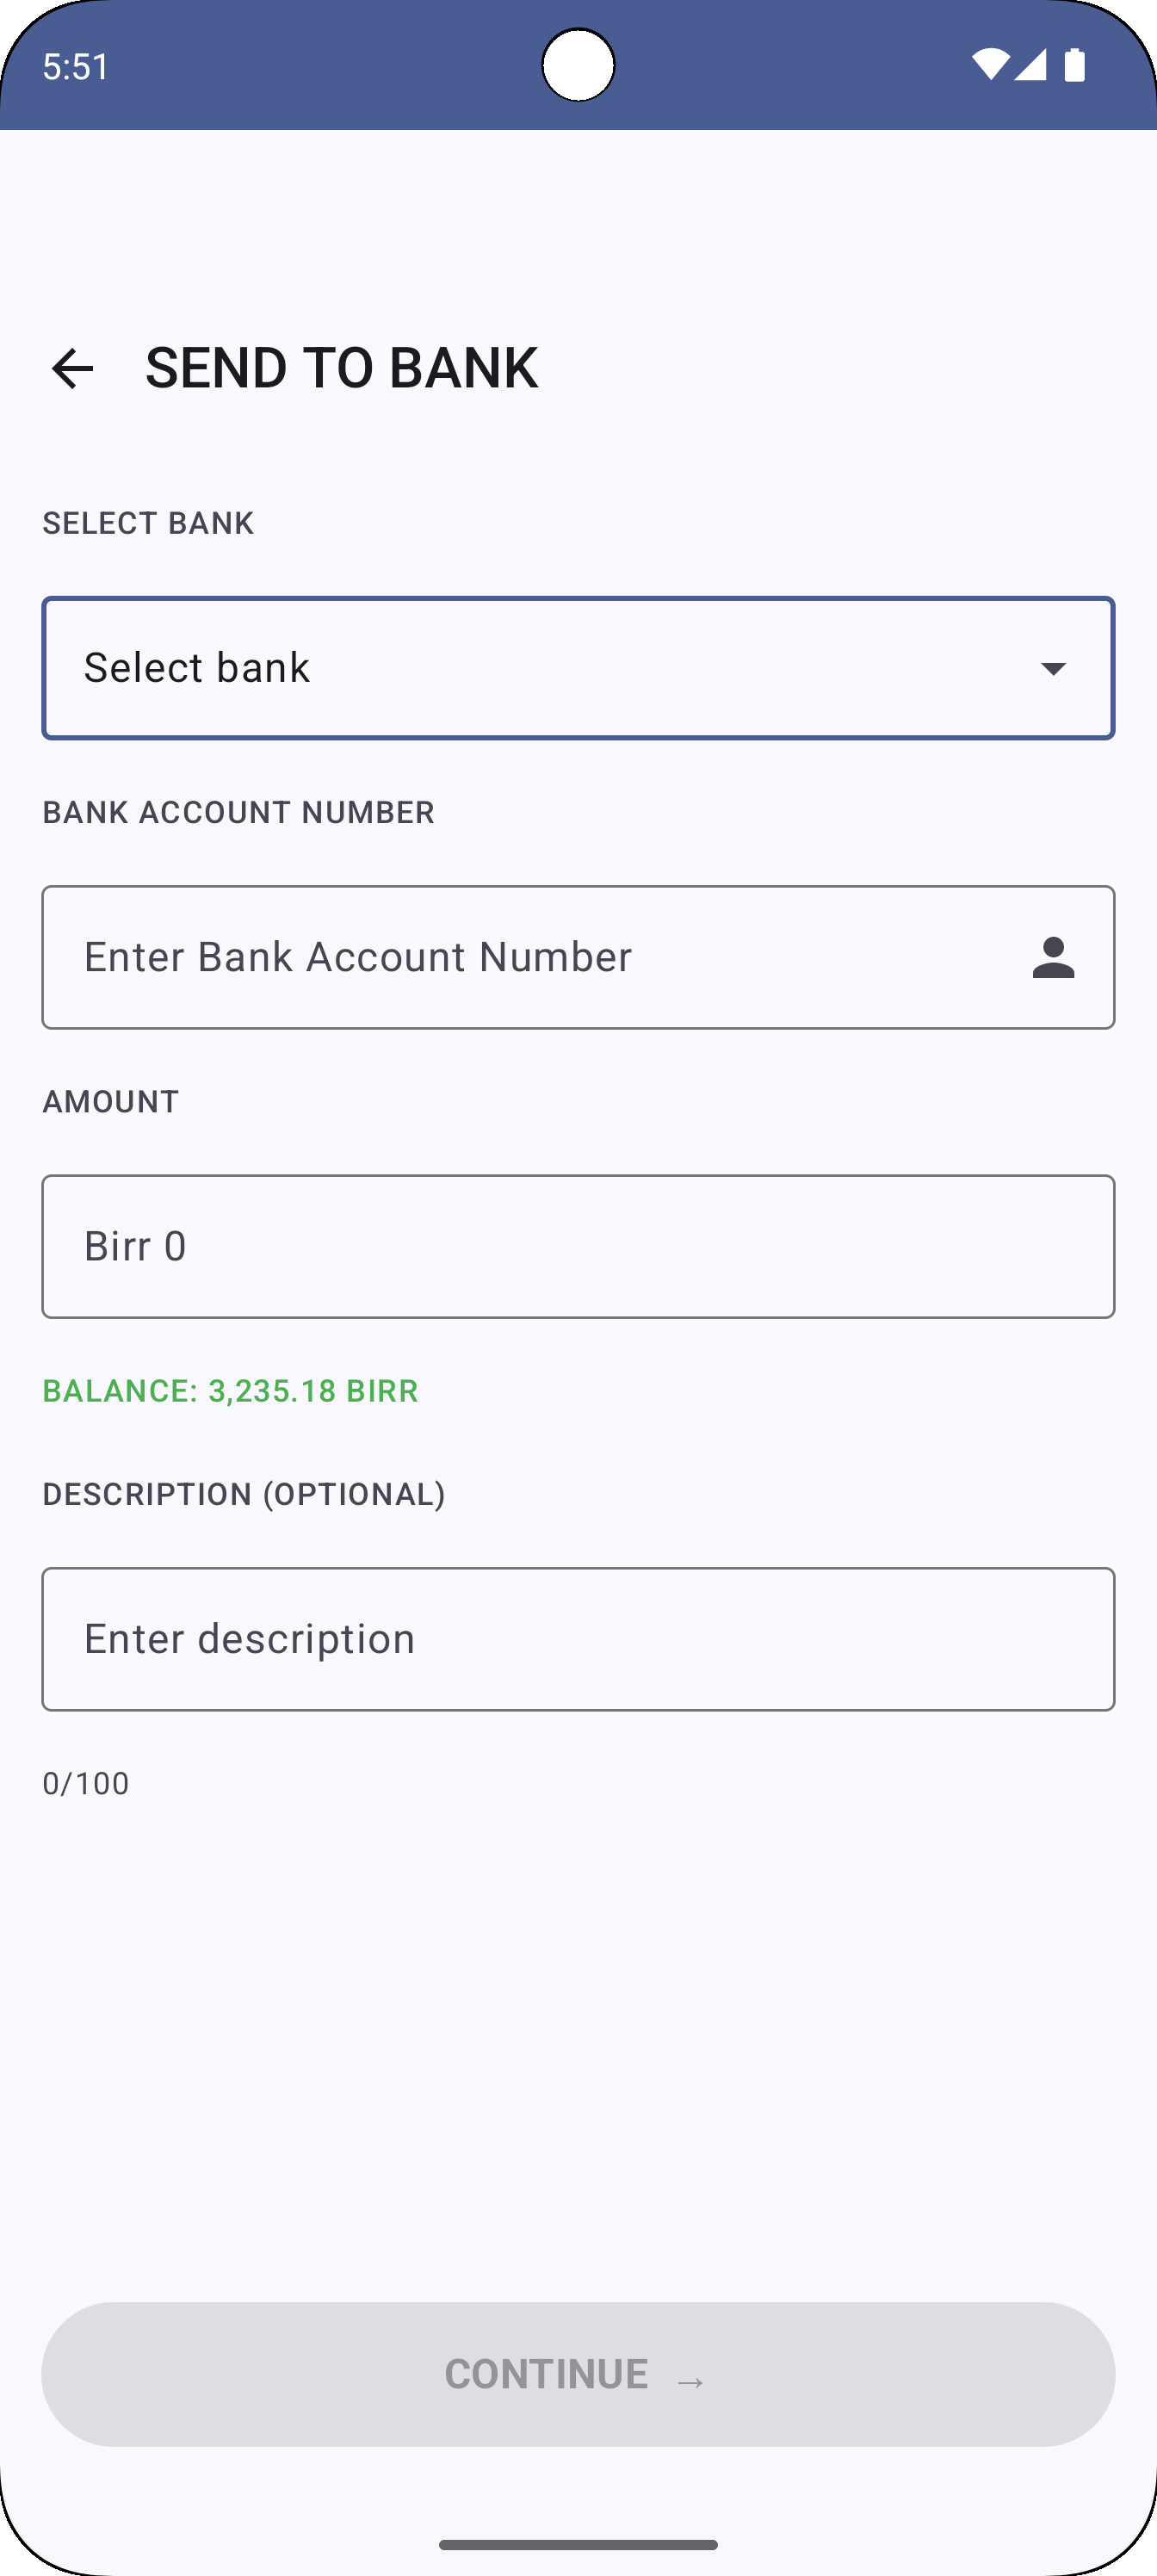 5:51
SEND TO BANK
SELECT BANK
Select bank
BANK ACCOUNT NUMBER
Enter Bank Account Number
AMOUNT
Birr 0
BALANCE: 3,235.18 BIRR
DESCRIPTION (OPTIONAL)
Enter description
0/100
CONTINUE →